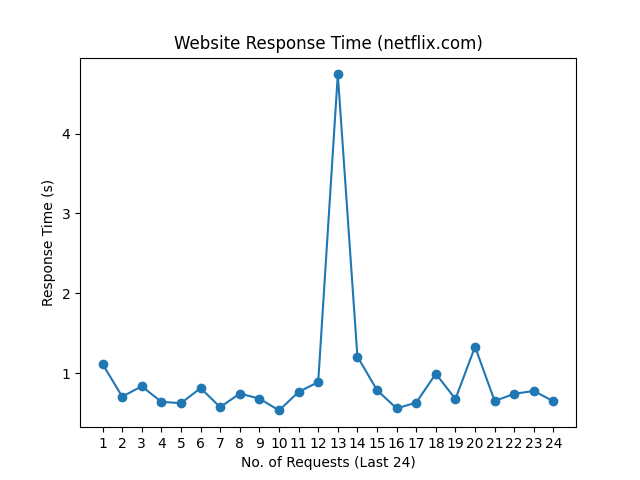 Website Response Time (netflix.com)
Response Time (s)
4
3
2
1
1 2 3 4 5 6 7 8 9 10 11 12 13 14 15 16 17 18 19 20 21 22 23 24
No. of Requests (Last 24)